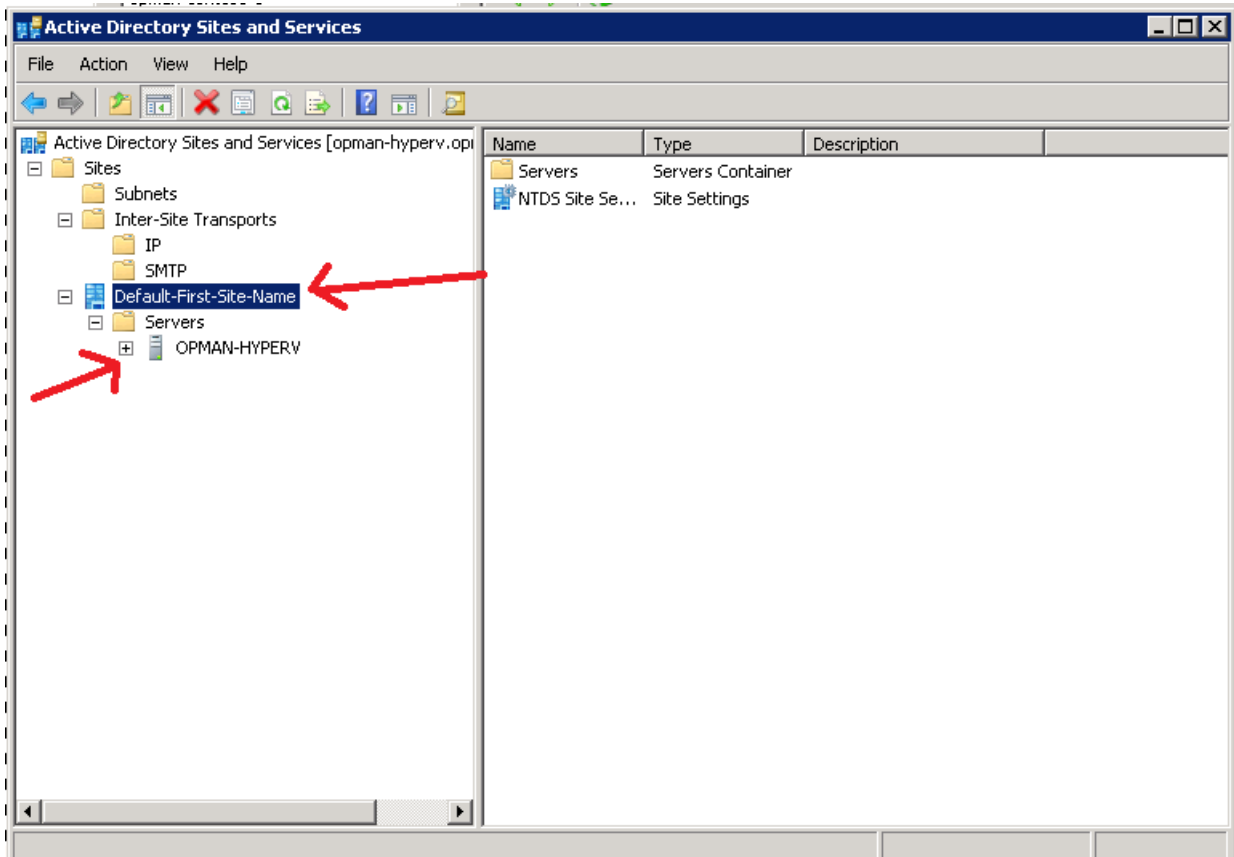 Active Directory Sites and Services
File Action View Help
Active Directory Sites and Services [opman-hyperv.opr
Sites
Subnets
Inter-Site Transports
IP
SMTP
Default-First-Site-Name
Servers
OPMAN-HYPERV
Name Type Description
Servers Servers Container
NTDS Site Se... Site Settings